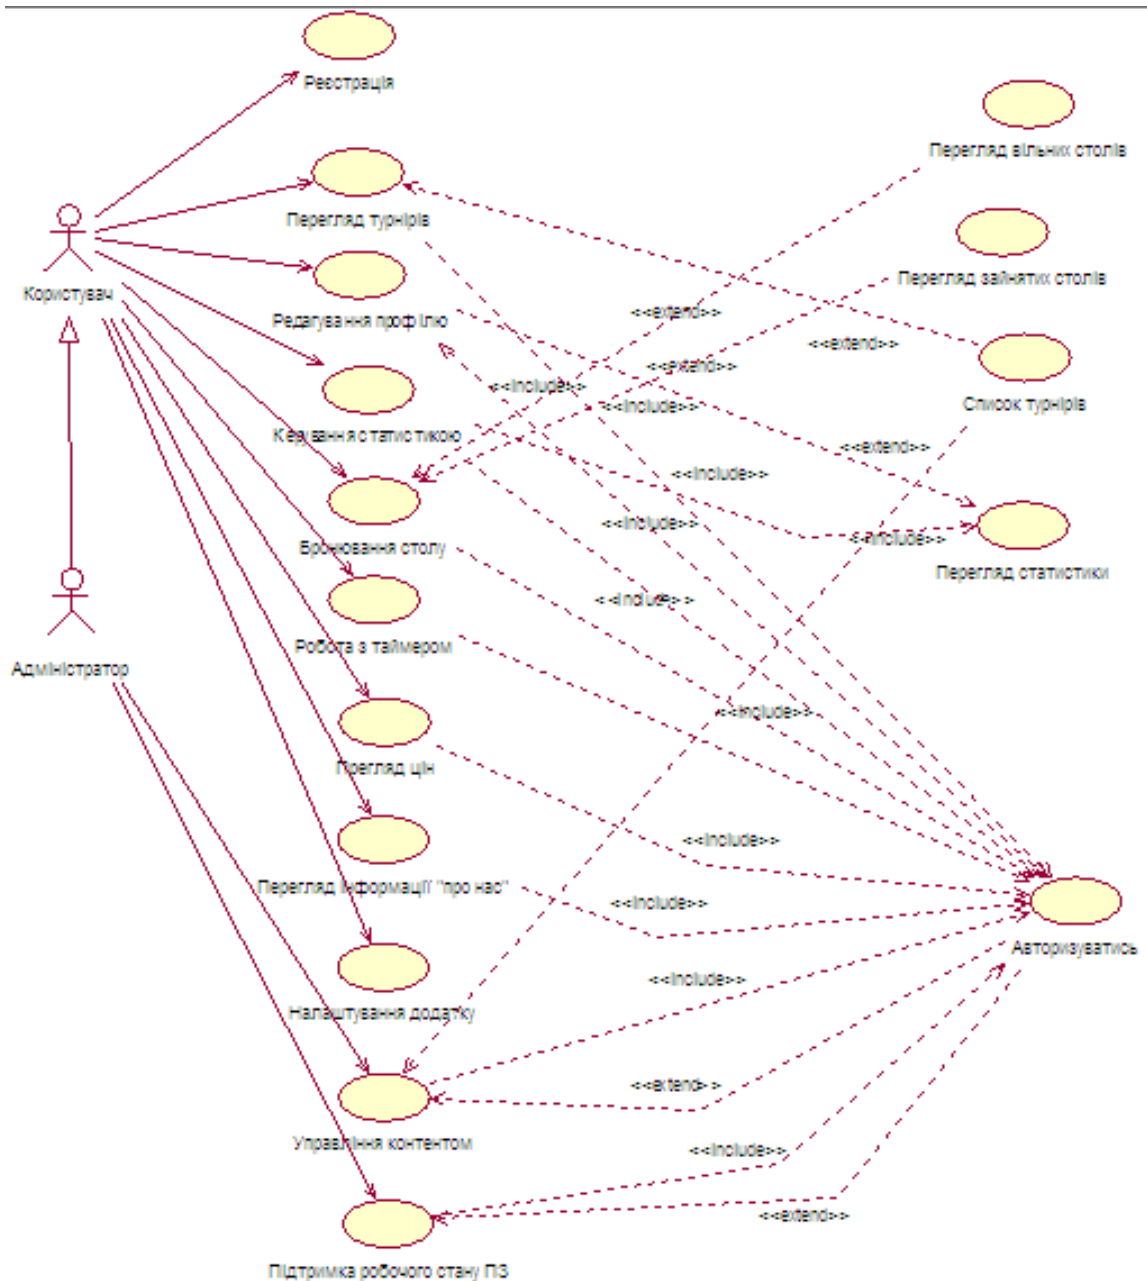 Реєстрація
Перегляд вільних столів
Перегляд турнірів
Перегляд зайнятих столів
Користувач
Редагування профілю
<<extend>>
<<extend>>
<<extend>>
<<include>>
<<include>>
Список турнірів
Керування статистикою
<<extend>>
<<include>>
<<include>>
<<include>>
Бронювання столу
Перегляд статистики
<<include>>
Робота з таймером
Адміністратор
<<include>>
Прегляд цін
<<include>>
Перегляд інформації "про нас"
<<include>>
Авторизуватись
<<include>>
Налаштування додатку
<<extend>>
Управління контентом
<<include>>
<<extend>>
Підтримка робочого стану ПЗ